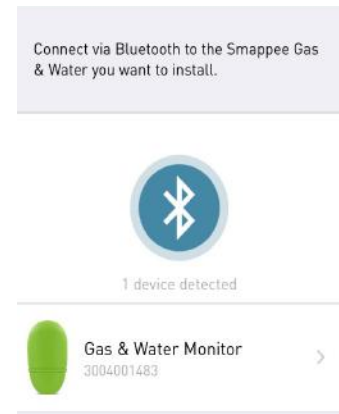 Connect via Bluetooth to the Smappee Gas
& Water you want to install.
1 device detected
Gas & Water Monitor
3004001483